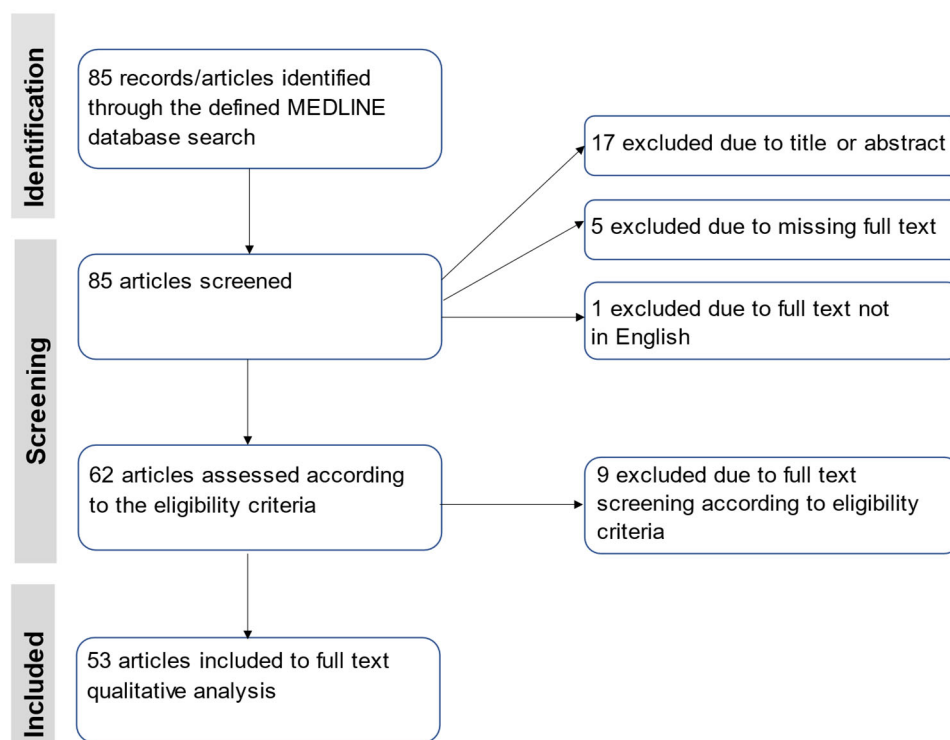 Identification
85 records/articles identified
through the defined MEDLINE
database search
17 excluded due to title or abstract
5 excluded due to missing full text
Screening
85 articles screened
1 excluded due to full text not
in English
62 articles assessed according
to the eligibility criteria
9 excluded due to full text
screening according to eligibility
criteria
Included
53 articles included to full text
qualitative analysis